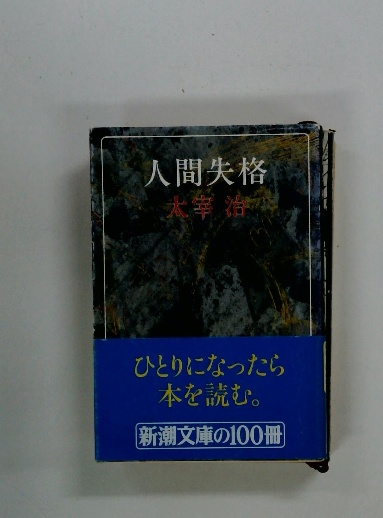 人間失格
太宰 治
ひとりになったら
本を読む。
新潮文庫の100冊